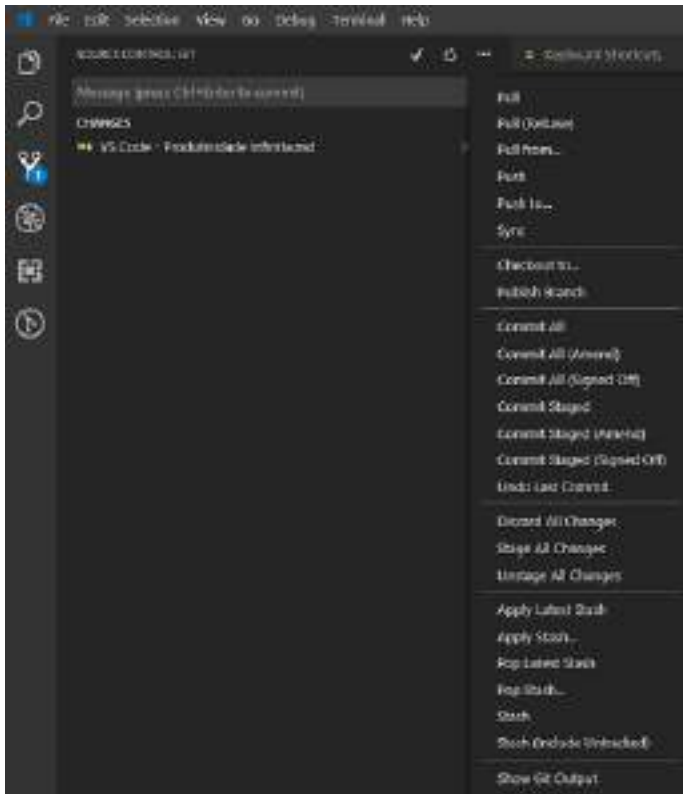 File Edit Selection View Go Debug Terminal Help
SOURCE CONTROL: GIT
Keyboard Shortcuts
Message (press Ctrl+Enter to commit)
CHANGES
VS Code - Produtividade infinita.md
1
Pull
Pull (Rebase)
Pull from...
Push
Push to...
Sync
Checkout to...
Publish Branch
Commit All
Commit All (Amend)
Commit All (Signed Off)
Commit Staged
Commit Staged (Amend)
Commit Staged (Signed Off)
Undo Last Commit
Discard All Changes
Stage All Changes
Unstage All Changes
Apply Latest Stash
Apply Stash...
Pop Latest Stash
Pop Stash...
Stash
Stash (Include Untracked)
Show Git Output